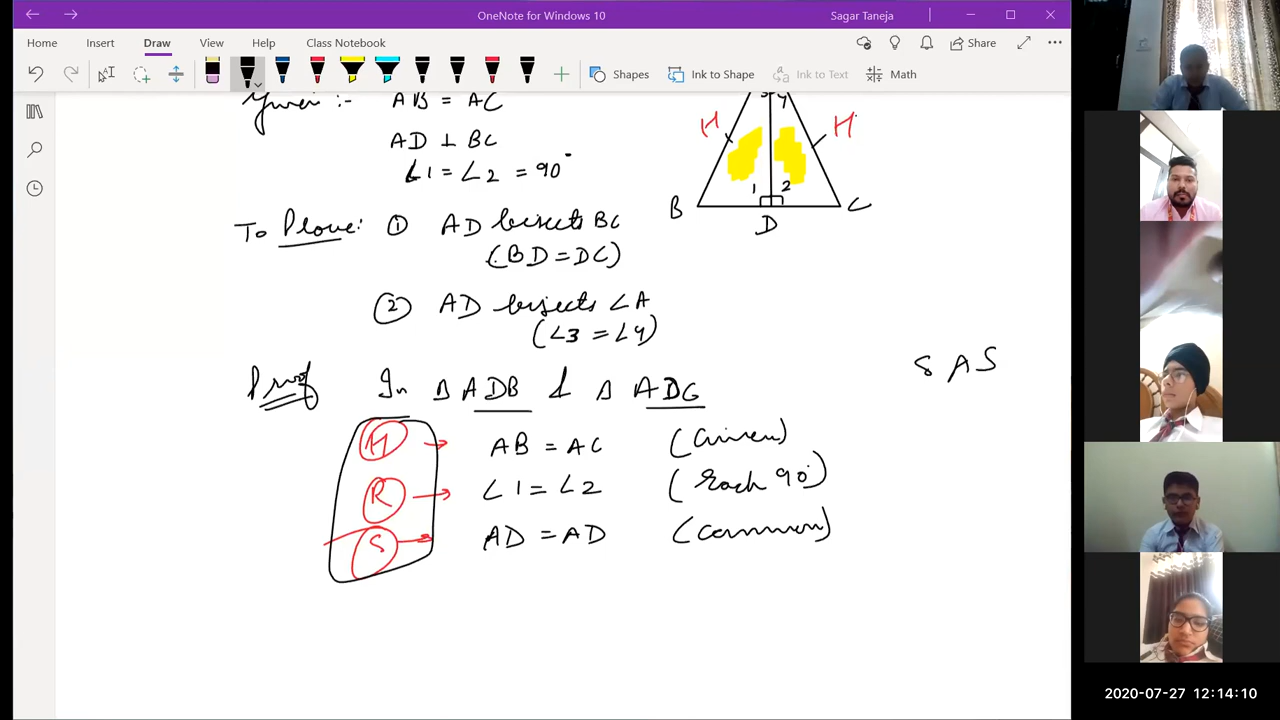 OneNote for Windows 10
Sagar Taneja
Home Insert Draw View Help Class Notebook Share
Shapes Ink to Shape Ink to Text Math
Given :- AB = AC
AD ⊥ BC
∠1 = ∠2 = 90°
3 4
H H
1 2
B C
D
To Prove: ① AD bisects BC
(BD = DC)
② AD bisects ∠A
(∠3 = ∠4)
S A S
Proof In Δ ADB & Δ ADC
H → AB = AC (Given)
R → ∠1 = ∠2 (Each 90°)
S → AD = AD (Common)
2020-07-27 12:14:10